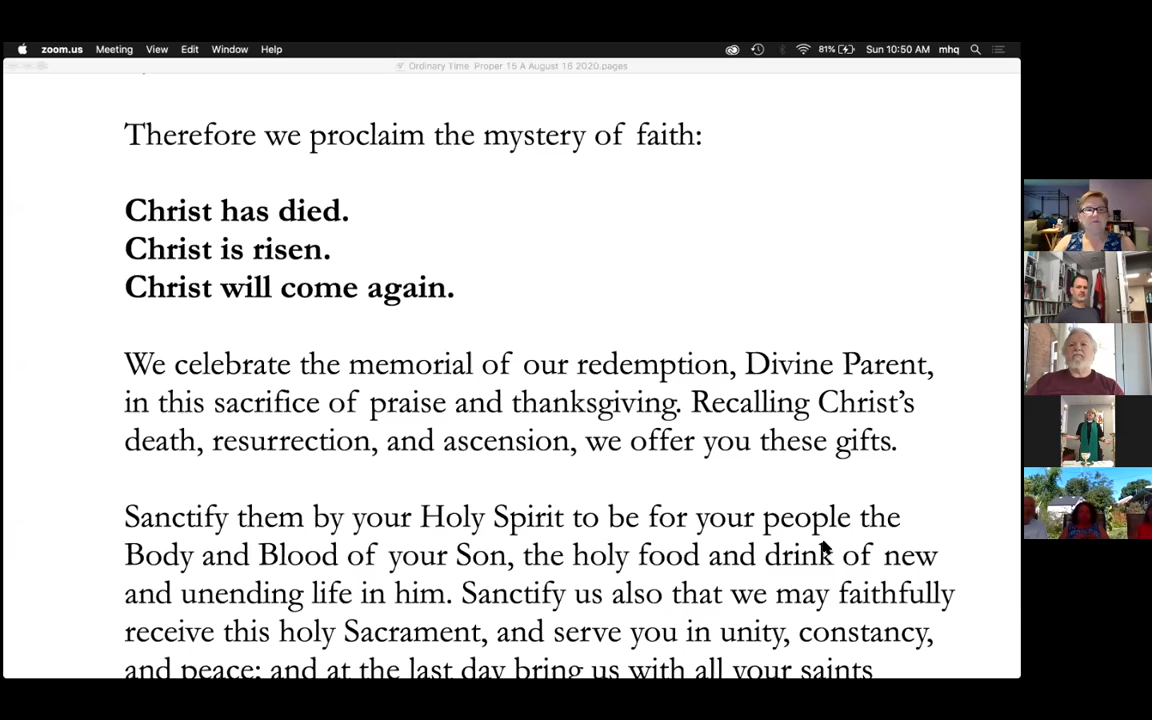 zoom.us Meeting View Edit Window Help 81% Sun 10:50 AM mhq
Ordinary Time Proper 15 A August 16 2020.pages
Therefore we proclaim the mystery of faith:
Christ has died.
Christ is risen.
Christ will come again.
We celebrate the memorial of our redemption, Divine Parent,
in this sacrifice of praise and thanksgiving. Recalling Christ’s
death, resurrection, and ascension, we offer you these gifts.
Sanctify them by your Holy Spirit to be for your people the
Body and Blood of your Son, the holy food and drink of new
and unending life in him. Sanctify us also that we may faithfully
receive this holy Sacrament, and serve you in unity, constancy,
and peace; and at the last day bring us with all your saints